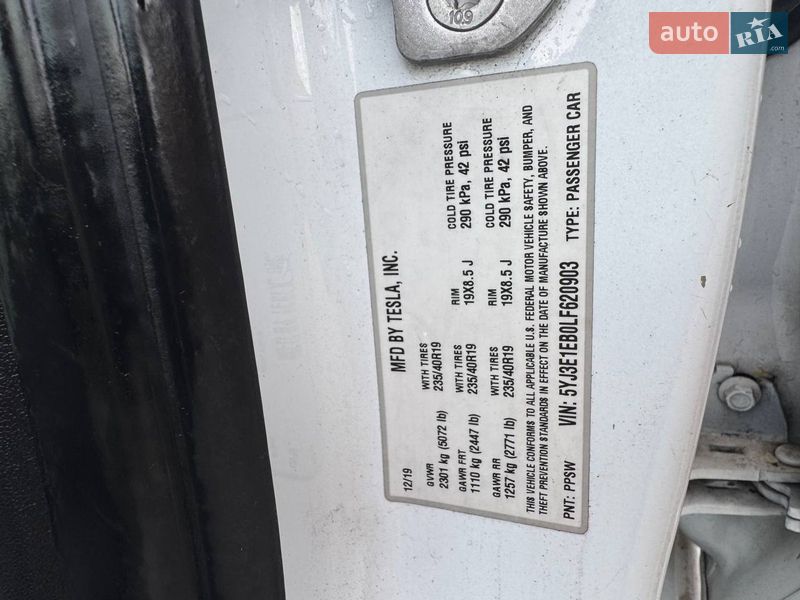 10.9
auto RIA.com
MFD BY TESLA, INC.
12/19
GVWR
2301 kg (5072 lb)
WITH TIRES
235/40R19
GAWR FRT
1110 kg (2447 lb)
WITH TIRES
235/40R19
RIM
19X8.5 J
COLD TIRE PRESSURE
290 kPa, 42 psi
GAWR RR
1257 kg (2771 lb)
WITH TIRES
235/40R19
RIM
19X8.5 J
COLD TIRE PRESSURE
290 kPa, 42 psi
THIS VEHICLE CONFORMS TO ALL APPLICABLE U.S. FEDERAL MOTOR VEHICLE SAFETY, BUMPER, AND
THEFT PREVENTION STANDARDS IN EFFECT ON THE DATE OF MANUFACTURE SHOWN ABOVE.
PNT: PPSW VIN: 5YJ3E1EB0LF620903 TYPE: PASSENGER CAR